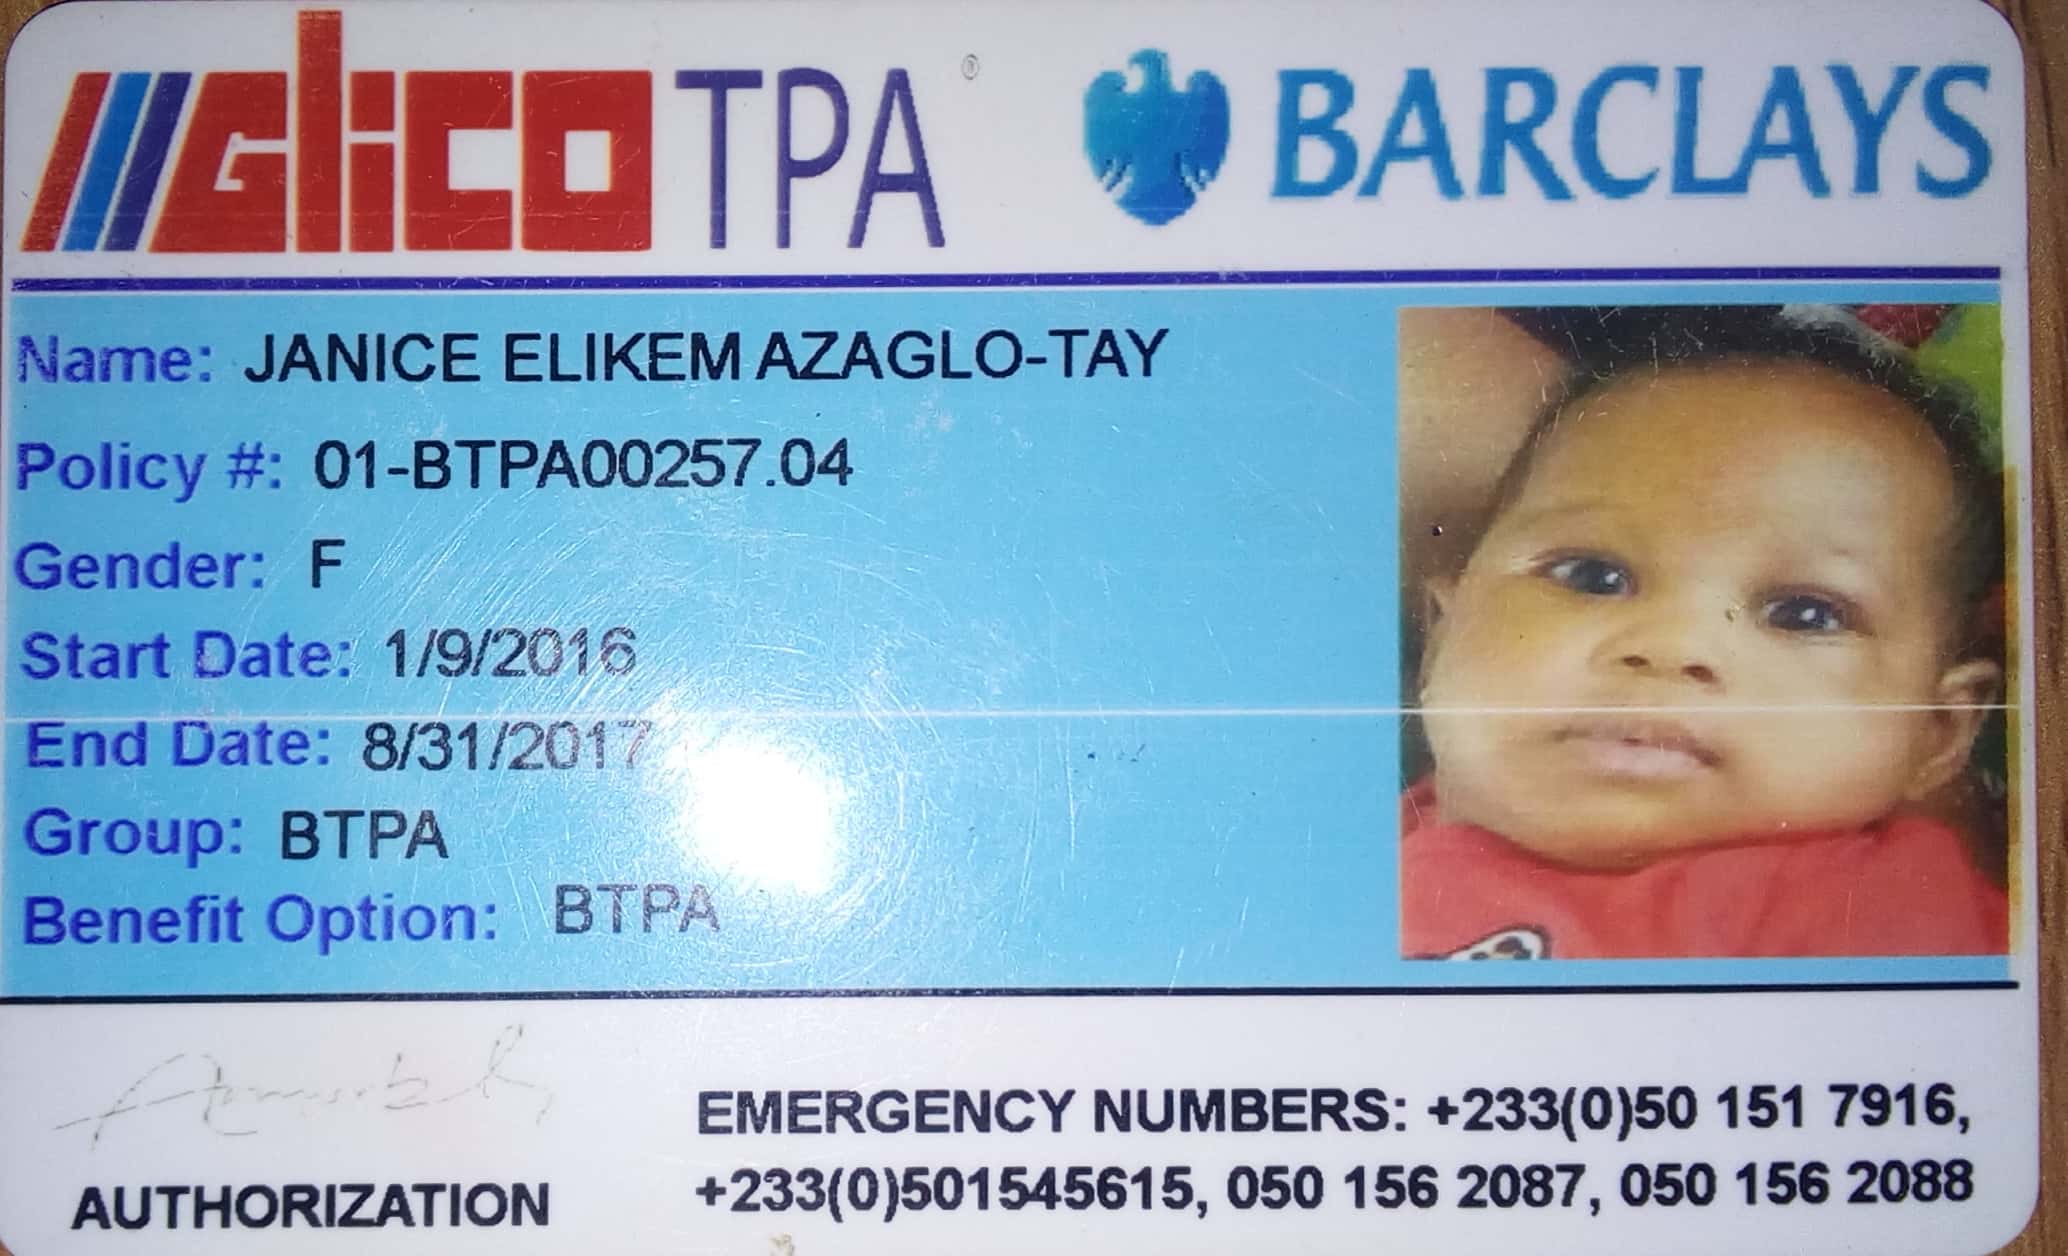 GLICO TPA ® BARCLAYS
Name: JANICE ELIKEM AZAGLO-TAY
Policy #: 01-BTPA00257.04
Gender: F
Start Date: 1/9/2016
End Date: 8/31/2017
Group: BTPA
Benefit Option: BTPA
EMERGENCY NUMBERS: +233(0)50 151 7916,
+233(0)501545615, 050 156 2087, 050 156 2088
AUTHORIZATION